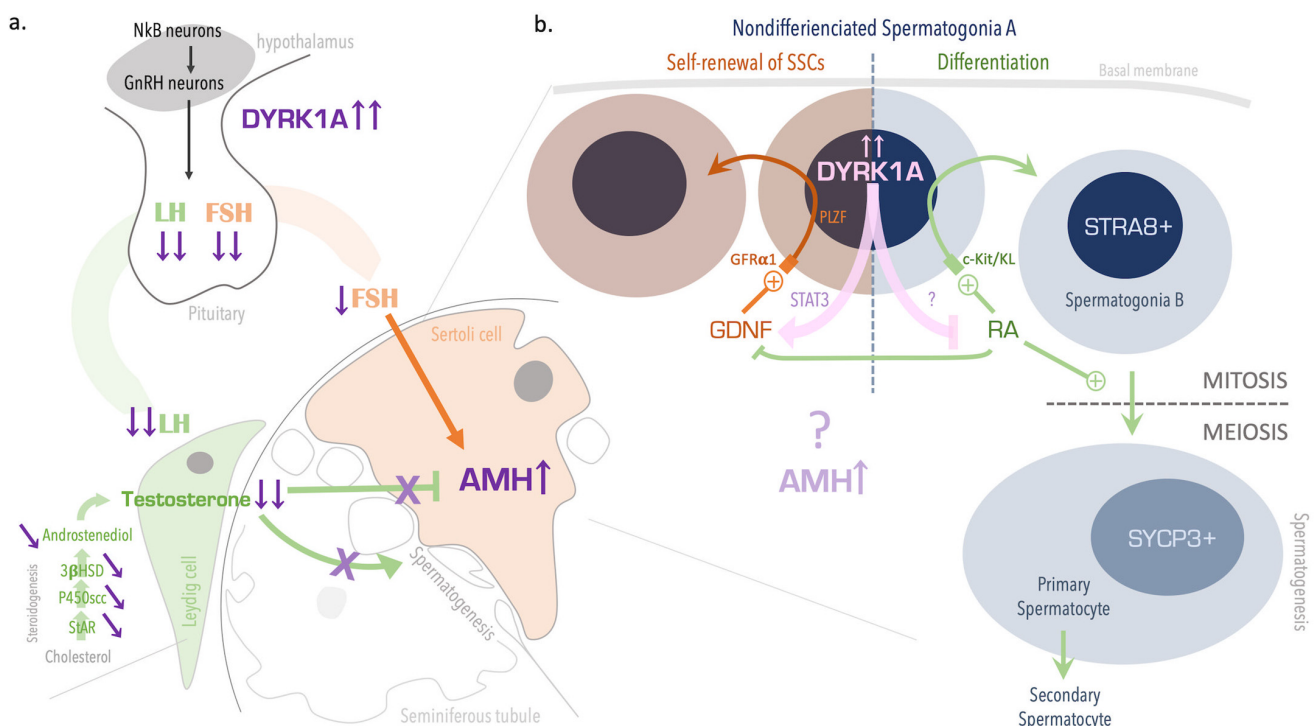 a.
NkB neurons
hypothalamus
GnRH neurons
DYRK1A↑↑
LH FSH
↓↓ ↓↓
Pituitary
↓FSH
Sertoli cell
↓↓LH
AMH↑
X
Testosterone↓↓
Androstenediol
3βHSD
P450scc
StAR
Cholesterol
Steroidogenesis
Leydig cell
X
Spermatogenesis
Seminiferous tubule
b.
Nondifferienciated Spermatogonia A
Self-renewal of SSCs
Differentiation
Basal membrane
↑↑
DYRK1A
PLZF
GFRα1
c-Kit/KL
STRA8+
Spermatogonia B
+
+
STAT3
?
GDNF
RA
+
MITOSIS
MEIOSIS
?
AMH↑
SYCP3+
Primary
Spermatocyte
Spermatogenesis
Secondary
Spermatocyte